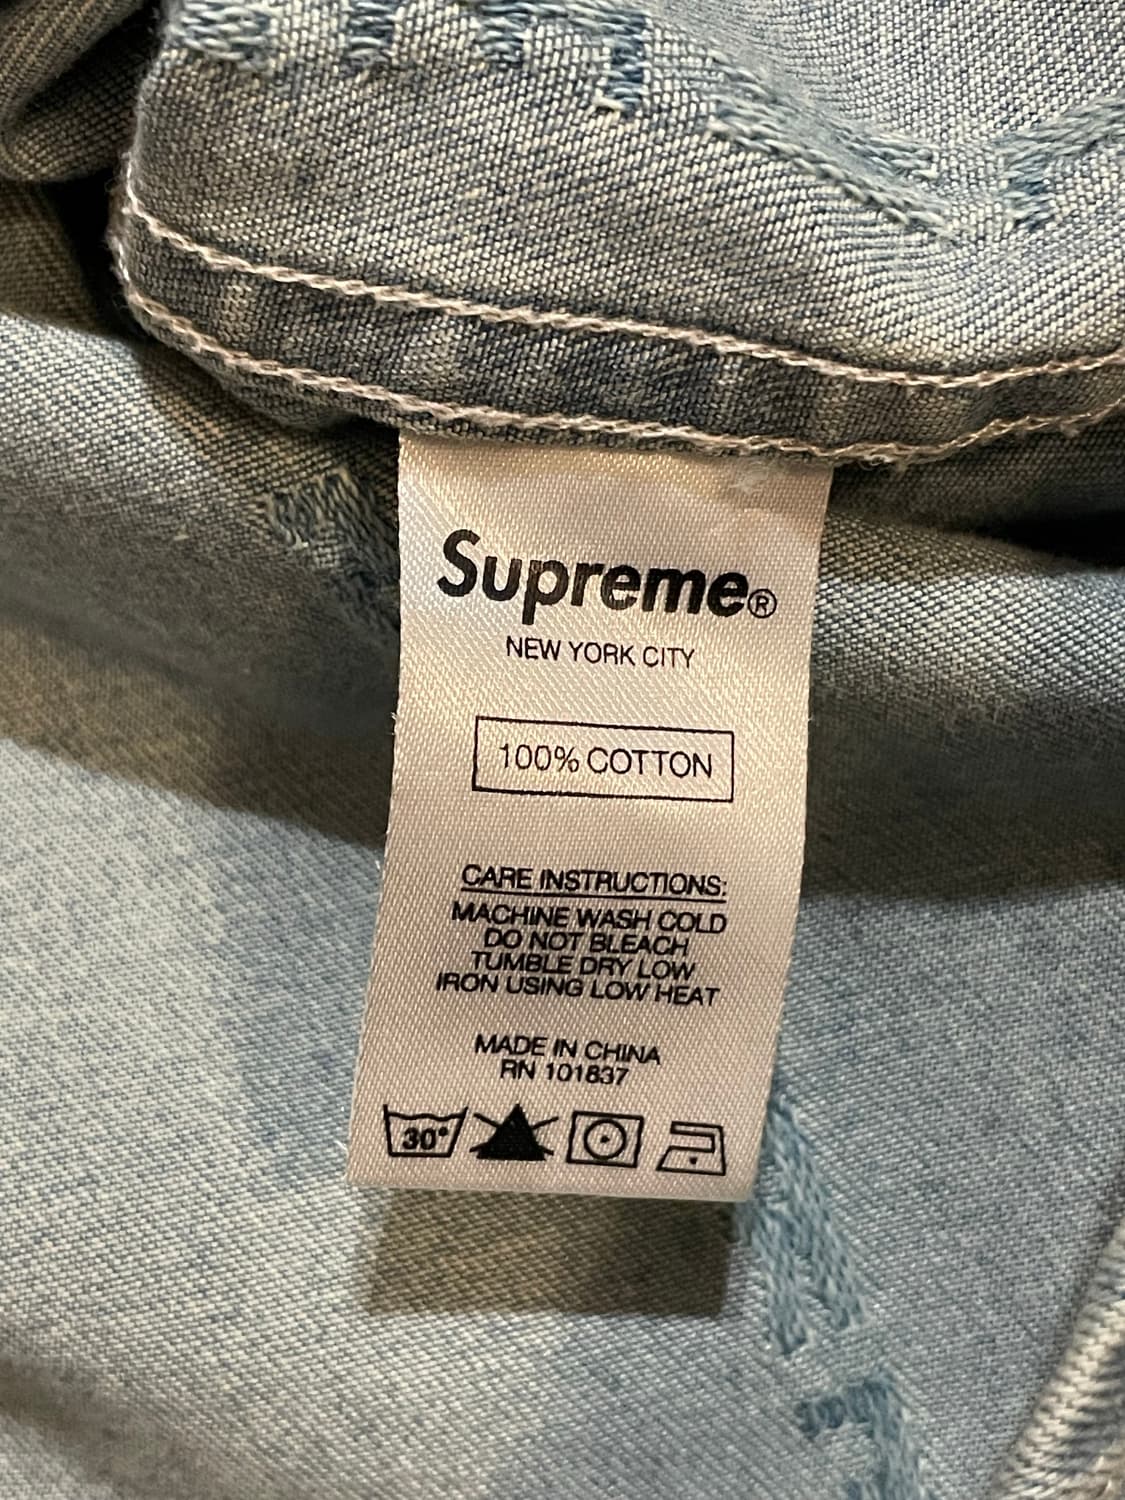 Supreme®
NEW YORK CITY
100% COTTON
CARE INSTRUCTIONS:
MACHINE WASH COLD
DO NOT BLEACH
TUMBLE DRY LOW
IRON USING LOW HEAT
MADE IN CHINA
RN 101837
30°